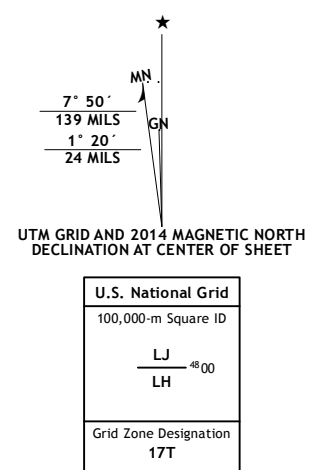 ★
MN
7° 50´
139 MILS
GN
1° 20´
24 MILS
UTM GRID AND 2014 MAGNETIC NORTH
DECLINATION AT CENTER OF SHEET
U.S. National Grid
100,000-m Square ID
LJ
4800
LH
Grid Zone Designation
17T